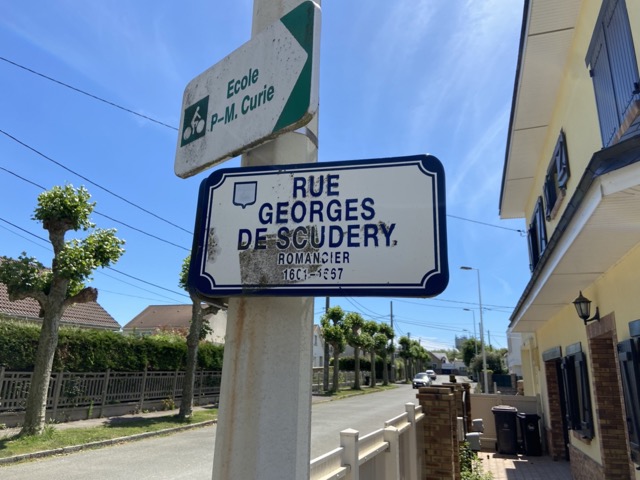 Ecole
P-M. Curie
RUE
GEORGES
DE SCUDERY,
ROMANCIER
1601-1667